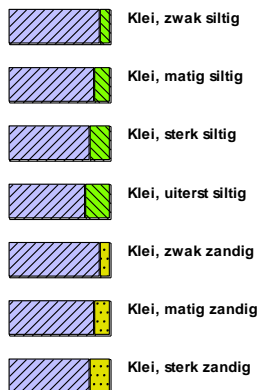 Klei, zwak siltig
Klei, matig siltig
Klei, sterk siltig
Klei, uiterst siltig
Klei, zwak zandig
Klei, matig zandig
Klei, sterk zandig